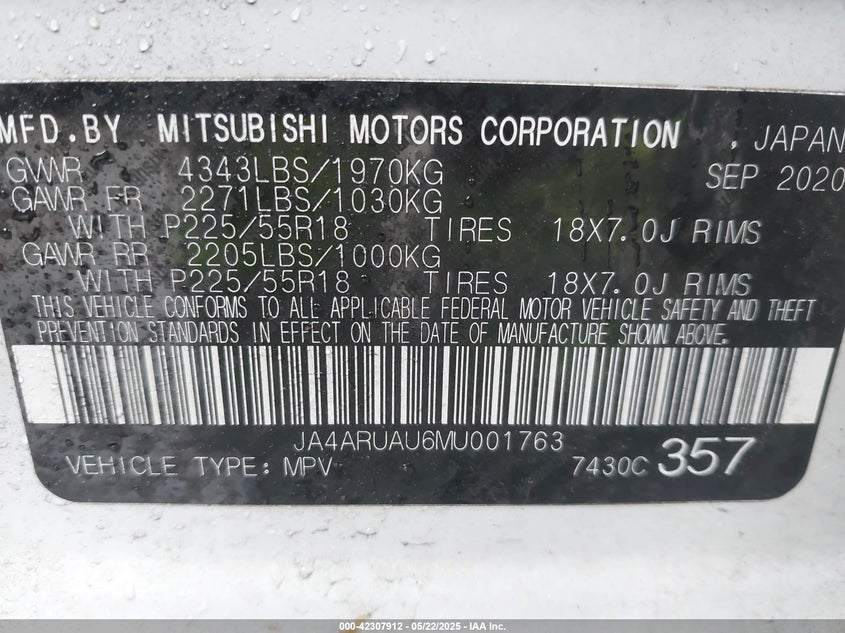 MFD.BY MITSUBISHI MOTORS CORPORATION , JAPAN
GVWR 4343LBS/1970KG SEP 2020
GAWR FR 2271LBS/1030KG
WITH P225/55R18 TIRES 18X7.0J RIMS
GAWR RR 2205LBS/1000KG
WITH P225/55R18 TIRES 18X7.0J RIMS
THIS VEHICLE CONFORMS TO ALL APPLICABLE FEDERAL MOTOR VEHICLE SAFETY AND THEFT
PREVENTION STANDARDS IN EFFECT ON THE DATE OF MANUFACTURE SHOWN ABOVE.
JA4ARUAU6MU001763
VEHICLE TYPE: MPV 7430C 357
000-42307912 - 05/22/2025 - IAA Inc.